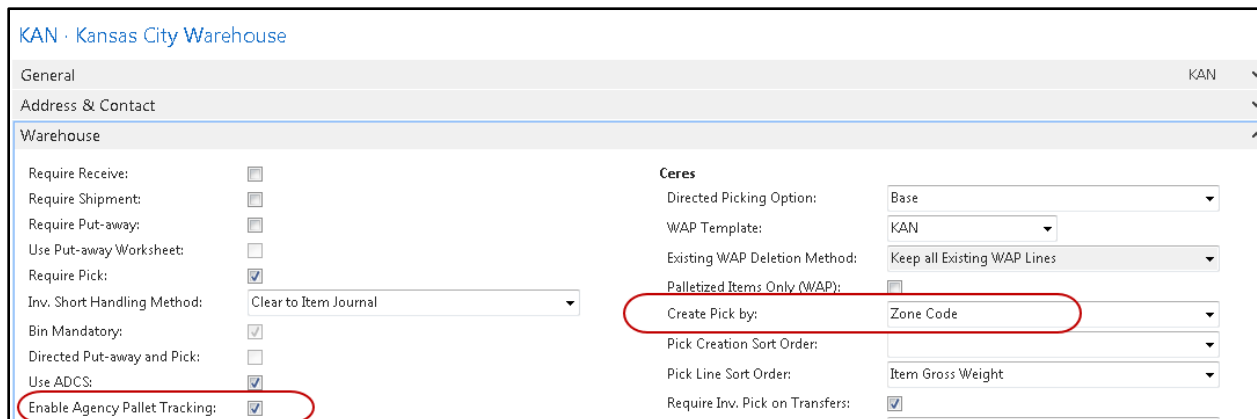 KAN · Kansas City Warehouse
General KAN
Address & Contact
Warehouse
Require Receive:
Require Shipment:
Require Put-away:
Use Put-away Worksheet:
Require Pick:
Inv. Short Handling Method: Clear to Item Journal
Bin Mandatory:
Directed Put-away and Pick:
Use ADCS:
Enable Agency Pallet Tracking:
Ceres
Directed Picking Option: Base
WAP Template: KAN
Existing WAP Deletion Method: Keep all Existing WAP Lines
Palletized Items Only (WAP):
Create Pick by: Zone Code
Pick Creation Sort Order:
Pick Line Sort Order: Item Gross Weight
Require Inv. Pick on Transfers: